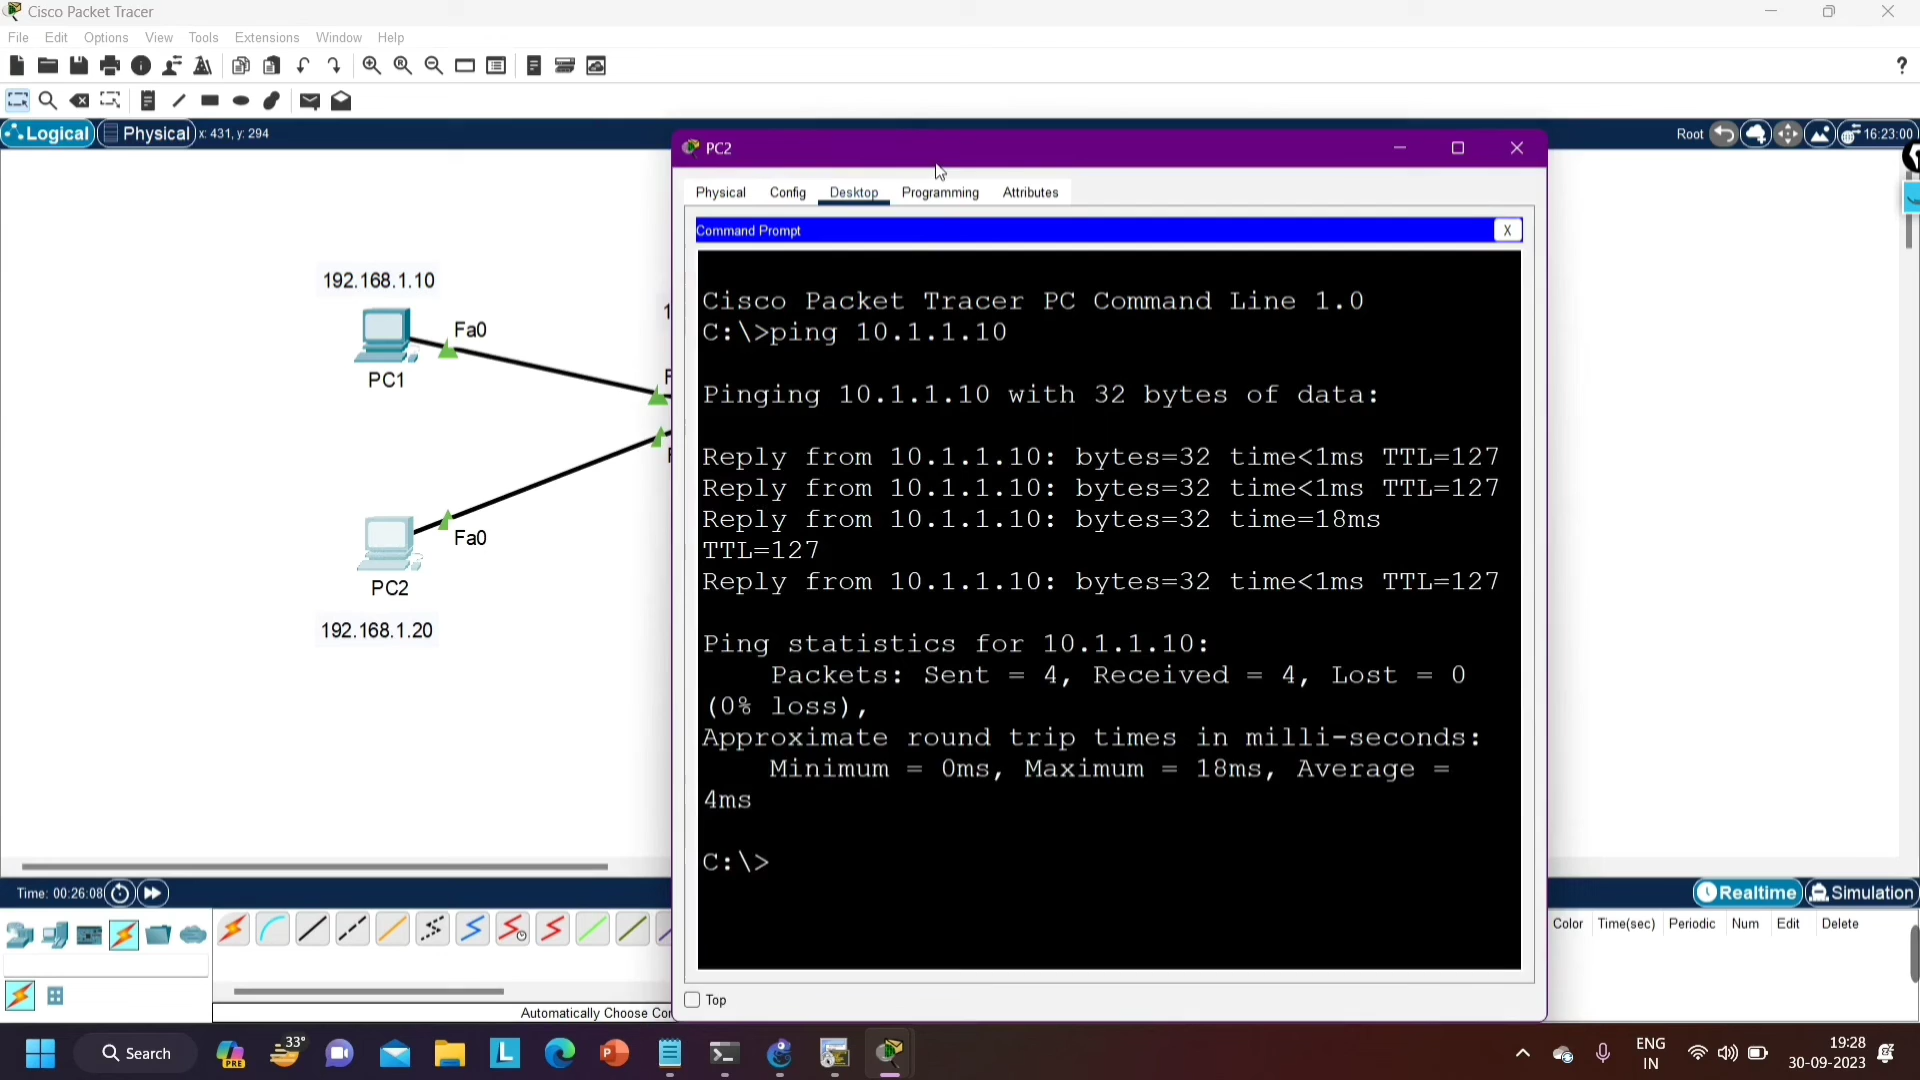 Cisco Packet Tracer
File Edit Options View Tools Extensions Window Help
Logical Physical x: 431, y: 294
Root 16:23:00
PC2
Physical Config Desktop Programming Attributes
Command Prompt X
Cisco Packet Tracer PC Command Line 1.0
C:\>ping 10.1.1.10
Pinging 10.1.1.10 with 32 bytes of data:
Reply from 10.1.1.10: bytes=32 time<1ms TTL=127
Reply from 10.1.1.10: bytes=32 time<1ms TTL=127
Reply from 10.1.1.10: bytes=32 time=18ms
TTL=127
Reply from 10.1.1.10: bytes=32 time<1ms TTL=127
Ping statistics for 10.1.1.10:
Packets: Sent = 4, Received = 4, Lost = 0
(0% loss),
Approximate round trip times in milli-seconds:
Minimum = 0ms, Maximum = 18ms, Average =
4ms
C:\>
Top
192.168.1.10
Fa0
PC1
Fa0
PC2
192.168.1.20
Time: 00:26:08
Realtime Simulation
Color Time(sec) Periodic Num Edit Delete
Automatically Choose
Search
33°
PRE
ENG
IN
19:28
30-09-2023